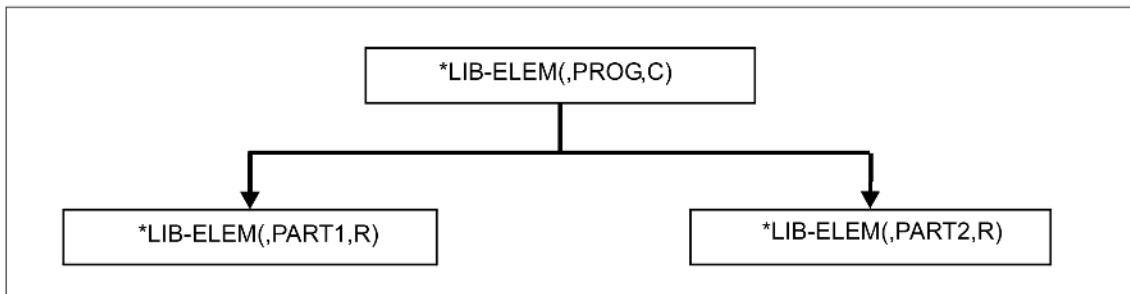 *LIB-ELEM(,PROG,C)
*LIB-ELEM(,PART1,R)
*LIB-ELEM(,PART2,R)